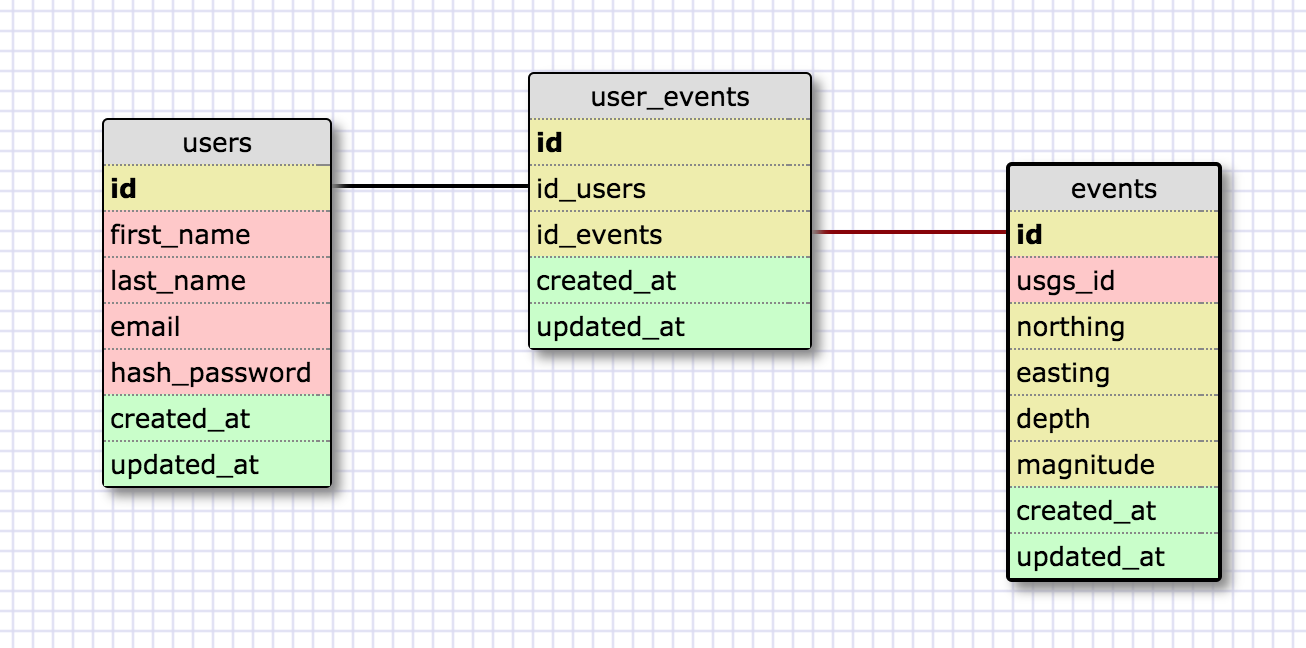 users
id
first_name
last_name
email
hash_password
created_at
updated_at
user_events
id
id_users
id_events
created_at
updated_at
events
id
usgs_id
northing
easting
depth
magnitude
created_at
updated_at